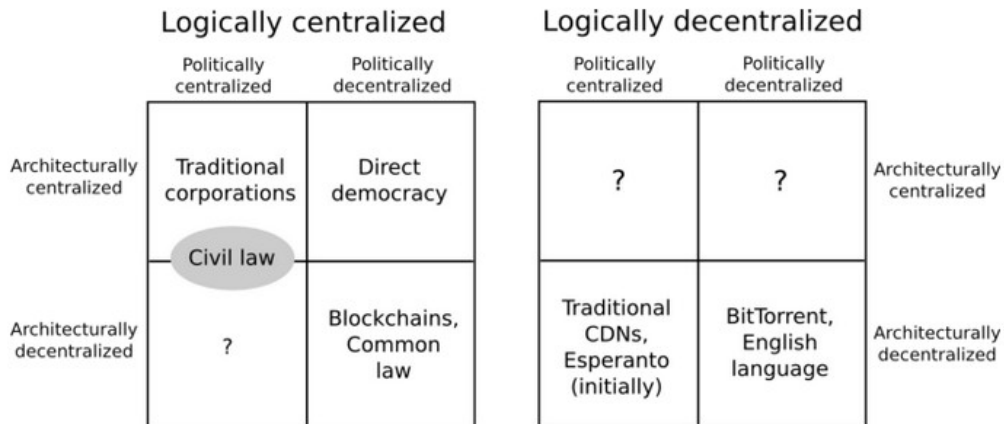 Logically centralized
Politically centralized
Politically decentralized
Architecturally centralized
Traditional corporations
Direct democracy
Civil law
Architecturally decentralized
?
Blockchains, Common law
Logically decentralized
Politically centralized
Politically decentralized
?
?
Architecturally centralized
Traditional CDNs, Esperanto (initially)
BitTorrent, English language
Architecturally decentralized